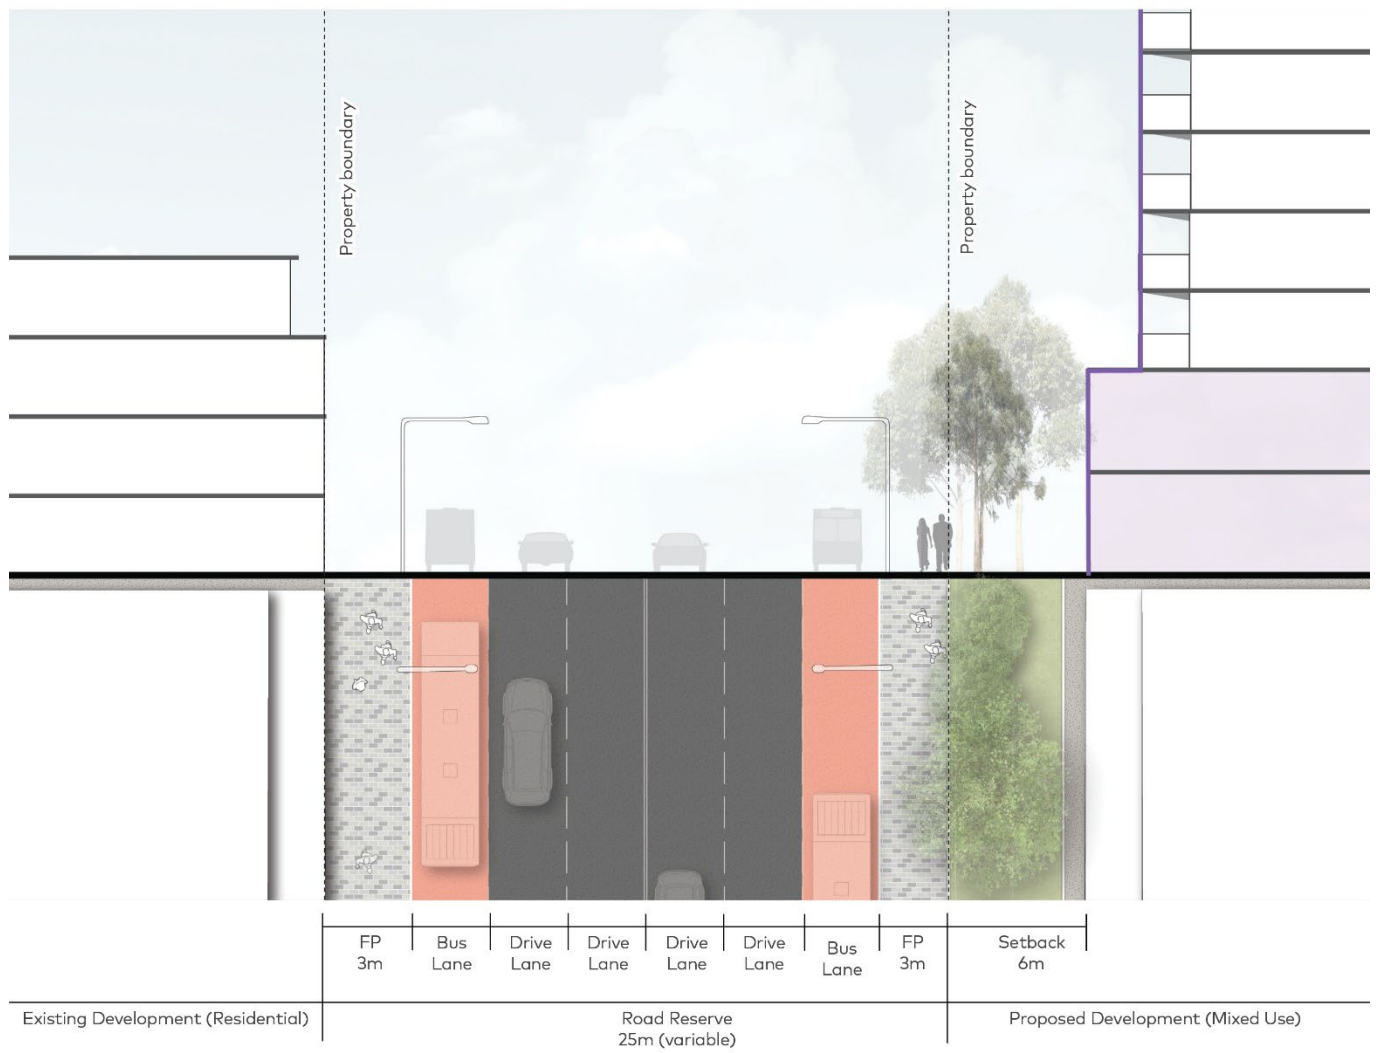 Property boundary
Property boundary
FP
3m
Bus
Lane
Drive
Lane
Drive
Lane
Drive
Lane
Drive
Lane
Bus
Lane
FP
3m
Setback
6m
Existing Development (Residential)
Road Reserve
25m (variable)
Proposed Development (Mixed Use)